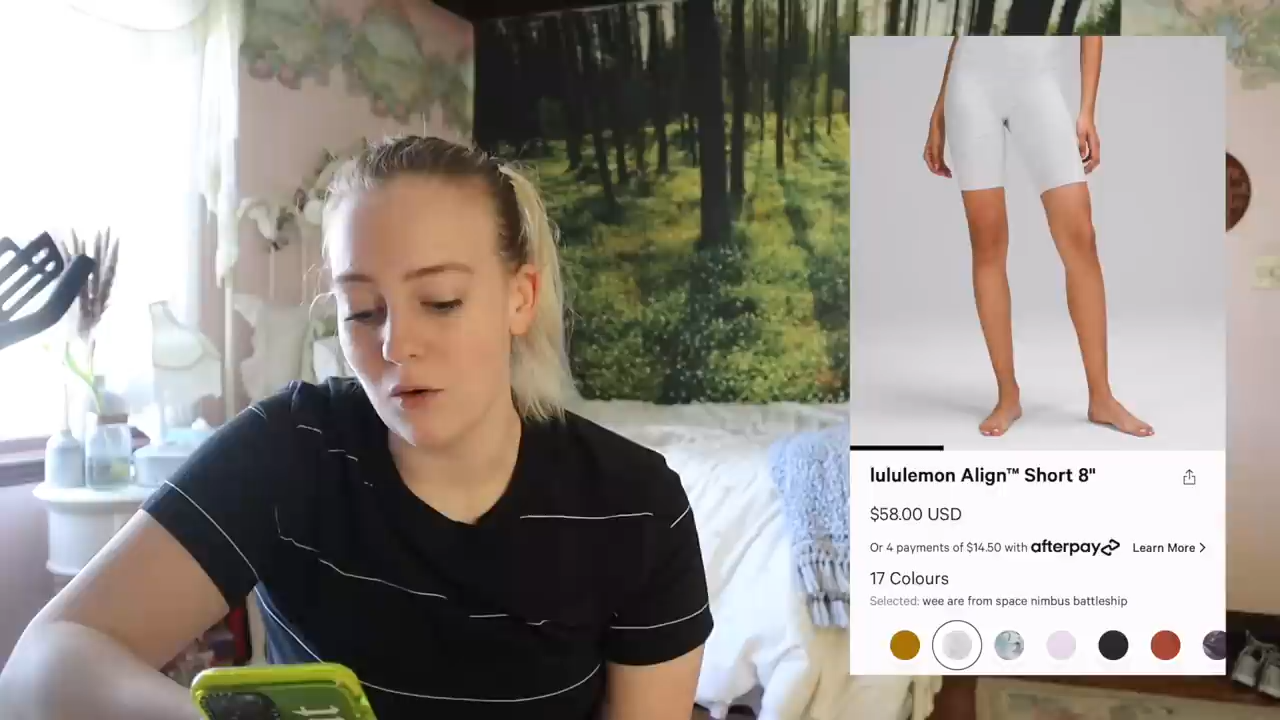 lululemon Align™ Short 8"
$58.00 USD
Or 4 payments of $14.50 with afterpay Learn More >
17 Colours
Selected: wee are from space nimbus battleship